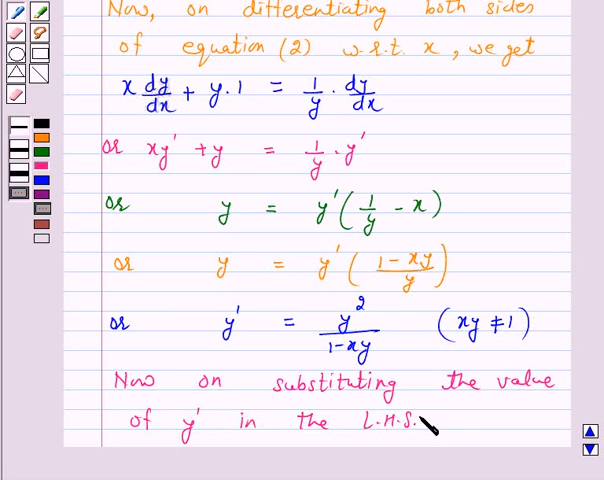 Now, on differentiating both sides
of equation (2) w.r.t. x, we get
x dy/dx + y.1 = 1/y . dy/dx
or xy' + y = 1/y . y'
or y = y' (1/y - x)
or y = y' (1-xy/y)
or y' = y²/1-xy (xy ≠ 1)
Now on substituting the value
of y' in the L.H.S.